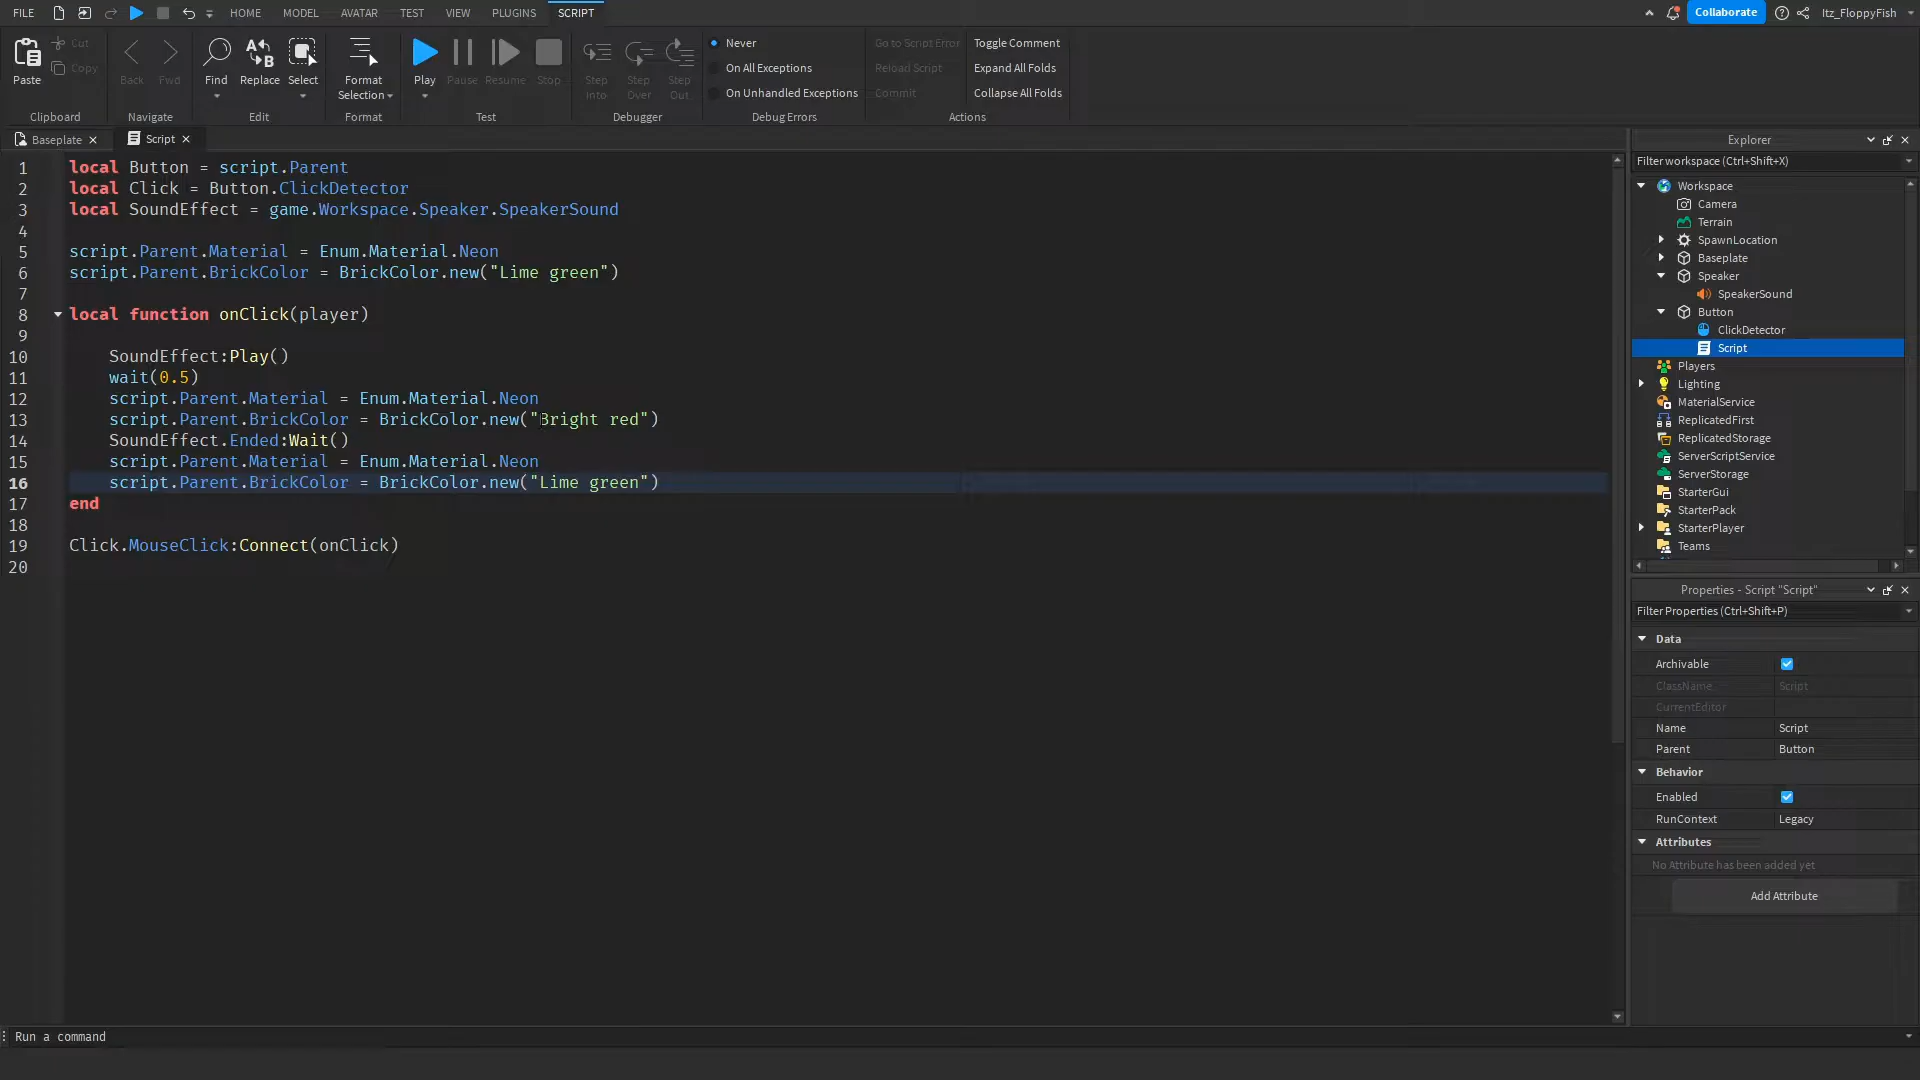 FILE HOME MODEL AVATAR TEST VIEW PLUGINS SCRIPT Collaborate Itz_FloppyFish
Paste Cut Copy
Clipboard
Back Fwd
Navigate
Find Replace Select
Edit
Format Selection
Format
Play Pause Resume Stop
Test
Step Into Step Over Step Out
Debugger
Never
On All Exceptions
On Unhandled Exceptions
Debug Errors
Go to Script Error
Reload Script
Commit
Toggle Comment
Expand All Folds
Collapse All Folds
Actions
Baseplate Script
1 local Button = script.Parent
2 local Click = Button.ClickDetector
3 local SoundEffect = game.Workspace.Speaker.SpeakerSound
4
5 script.Parent.Material = Enum.Material.Neon
6 script.Parent.BrickColor = BrickColor.new("Lime green")
7
8 local function onClick(player)
9
10 SoundEffect:Play()
11 wait(0.5)
12 script.Parent.Material = Enum.Material.Neon
13 script.Parent.BrickColor = BrickColor.new("Bright red")
14 SoundEffect.Ended:Wait()
15 script.Parent.Material = Enum.Material.Neon
16 script.Parent.BrickColor = BrickColor.new("Lime green")
17 end
18
19 Click.MouseClick:Connect(onClick)
20
Explorer
Filter workspace (Ctrl+Shift+X)
Workspace
Camera
Terrain
SpawnLocation
Baseplate
Speaker
SpeakerSound
Button
ClickDetector
Script
Players
Lighting
MaterialService
ReplicatedFirst
ReplicatedStorage
ServerScriptService
ServerStorage
StarterGui
StarterPack
StarterPlayer
Teams
Properties - Script "Script"
Filter Properties (Ctrl+Shift+P)
Data
Archivable
ClassName Script
CurrentEditor
Name Script
Parent Button
Behavior
Enabled
RunContext Legacy
Attributes
No Attribute has been added yet
Add Attribute
Run a command